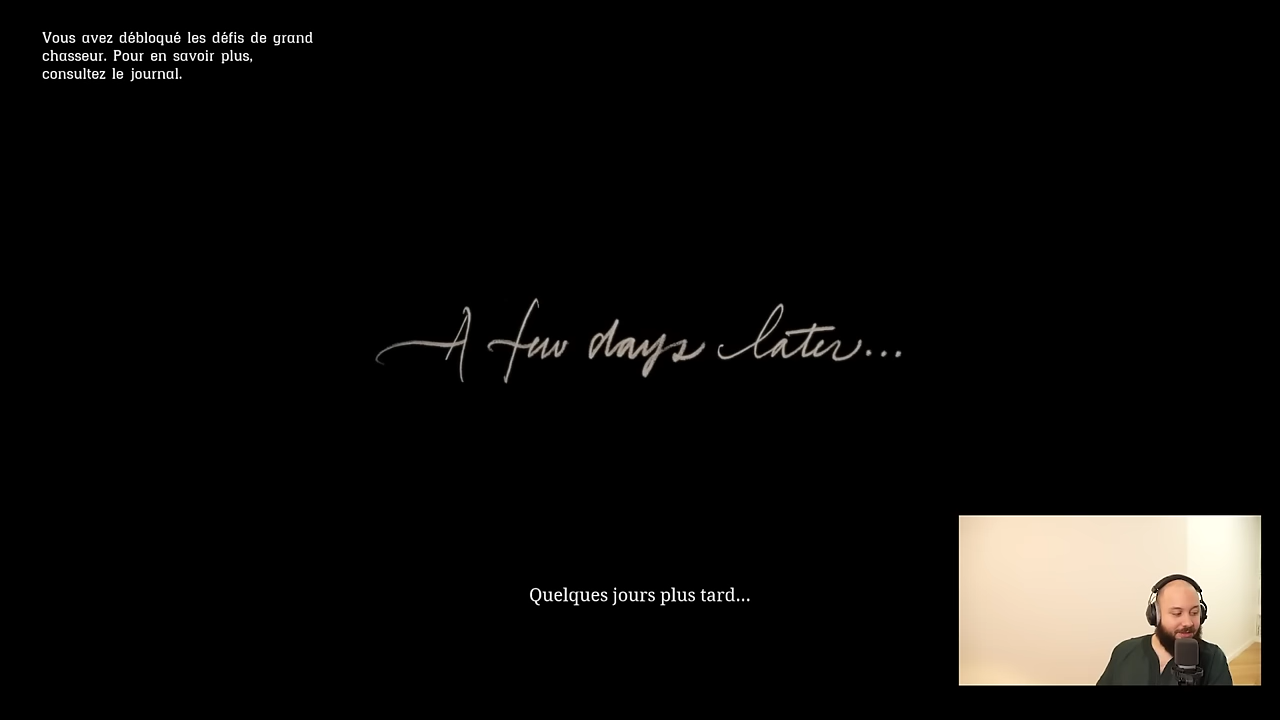 Vous avez débloqué les défis de grand
chasseur. Pour en savoir plus,
consultez le journal.
A few days later...
Quelques jours plus tard...